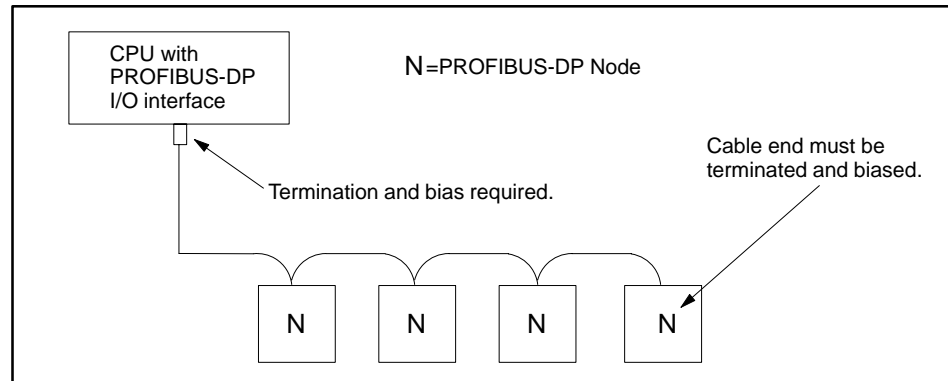 CPU with
PROFIBUS-DP
I/O interface
N=PROFIBUS-DP Node
Cable end must be
terminated and biased.
Termination and bias required.
N
N
N
N